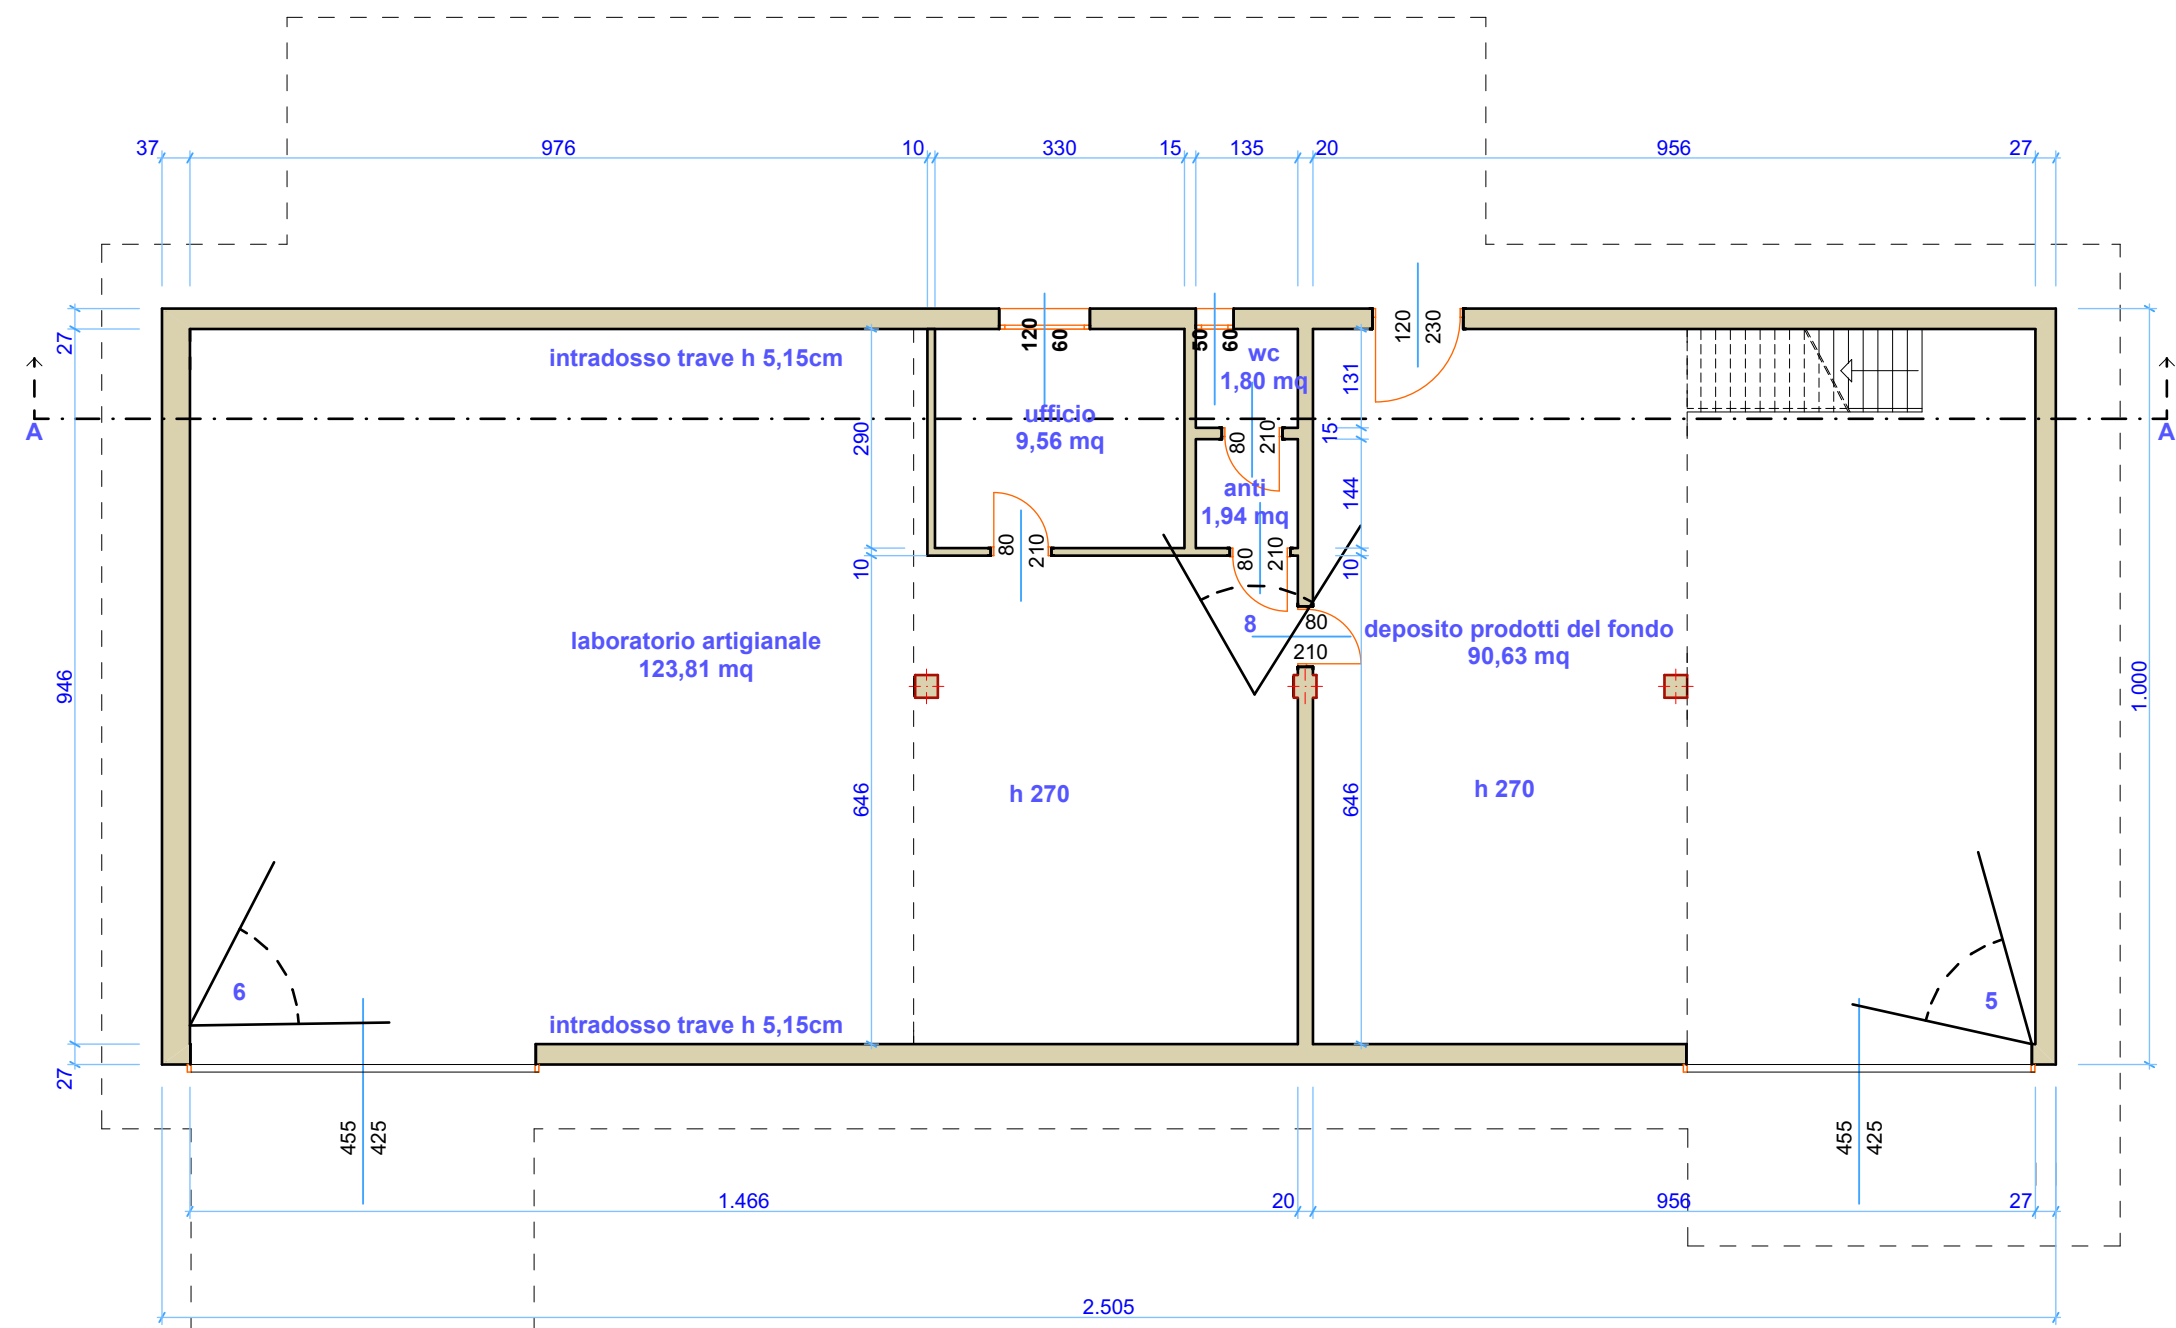 37
976
10
330
15
135
20
956
27
27
946
27
1.000
A
A
intradosso trave h 5,15cm
120
60
50
60
wc
1,80 mq
120
230
131
15
144
10
646
290
10
646
ufficio
9,56 mq
80
210
anti
1,94 mq
80
210
80
210
80
210
8
laboratorio artigianale
123,81 mq
deposito prodotti del fondo
90,63 mq
h 270
h 270
6
5
intradosso trave h 5,15cm
455
425
455
425
1.466
20
956
27
2.505